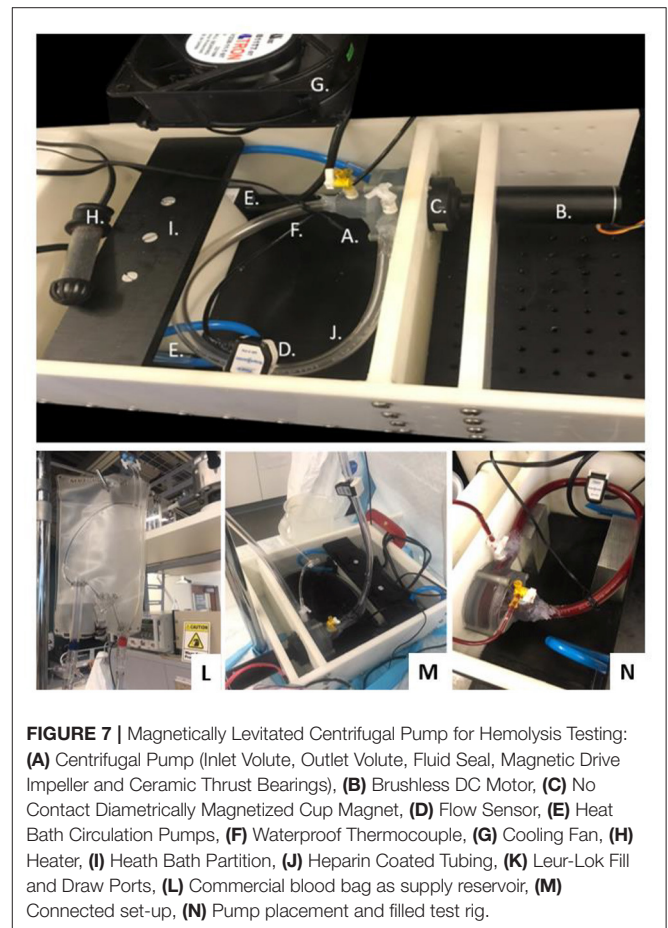 TRON
G.
H.
I.
E.
F.
A.
C.
B.
E.
D.
J.
CAUTION
L
M
N
FIGURE 7 | Magnetically Levitated Centrifugal Pump for Hemolysis Testing:
(A) Centrifugal Pump (Inlet Volute, Outlet Volute, Fluid Seal, Magnetic Drive
Impeller and Ceramic Thrust Bearings), (B) Brushless DC Motor, (C) No
Contact Diametrically Magnetized Cup Magnet, (D) Flow Sensor, (E) Heat
Bath Circulation Pumps, (F) Waterproof Thermocouple, (G) Cooling Fan, (H)
Heater, (I) Heath Bath Partition, (J) Heparin Coated Tubing, (K) Leur-Lok Fill
and Draw Ports, (L) Commercial blood bag as supply reservoir, (M)
Connected set-up, (N) Pump placement and filled test rig.